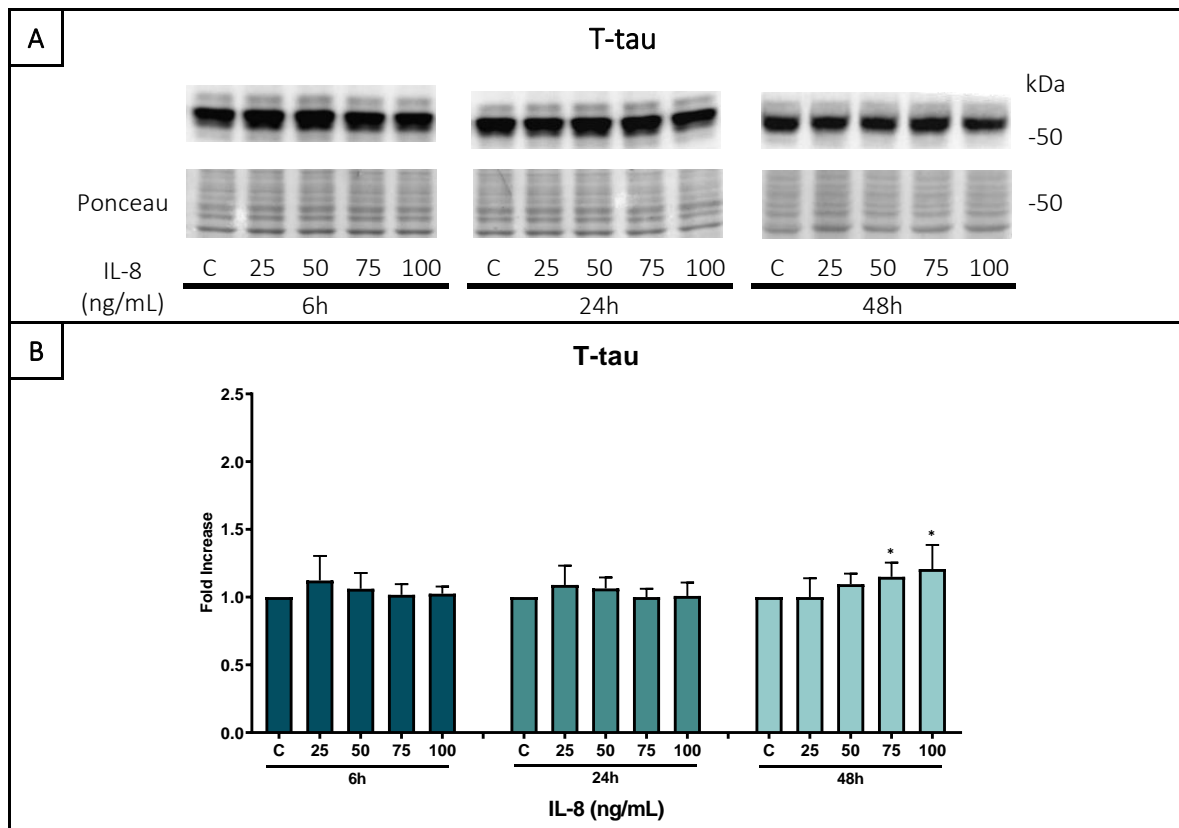 A
T-tau
kDa
-50
Ponceau
-50
IL-8
(ng/mL)
C 25 50 75 100 C 25 50 75 100 C 25 50 75 100
6h 24h 48h
B
T-tau
2.5
2.0
1.5
1.0
0.5
0.0
Fold Increase
* *
C 25 50 75 100 C 25 50 75 100 C 25 50 75 100
6h 24h 48h
IL-8 (ng/mL)